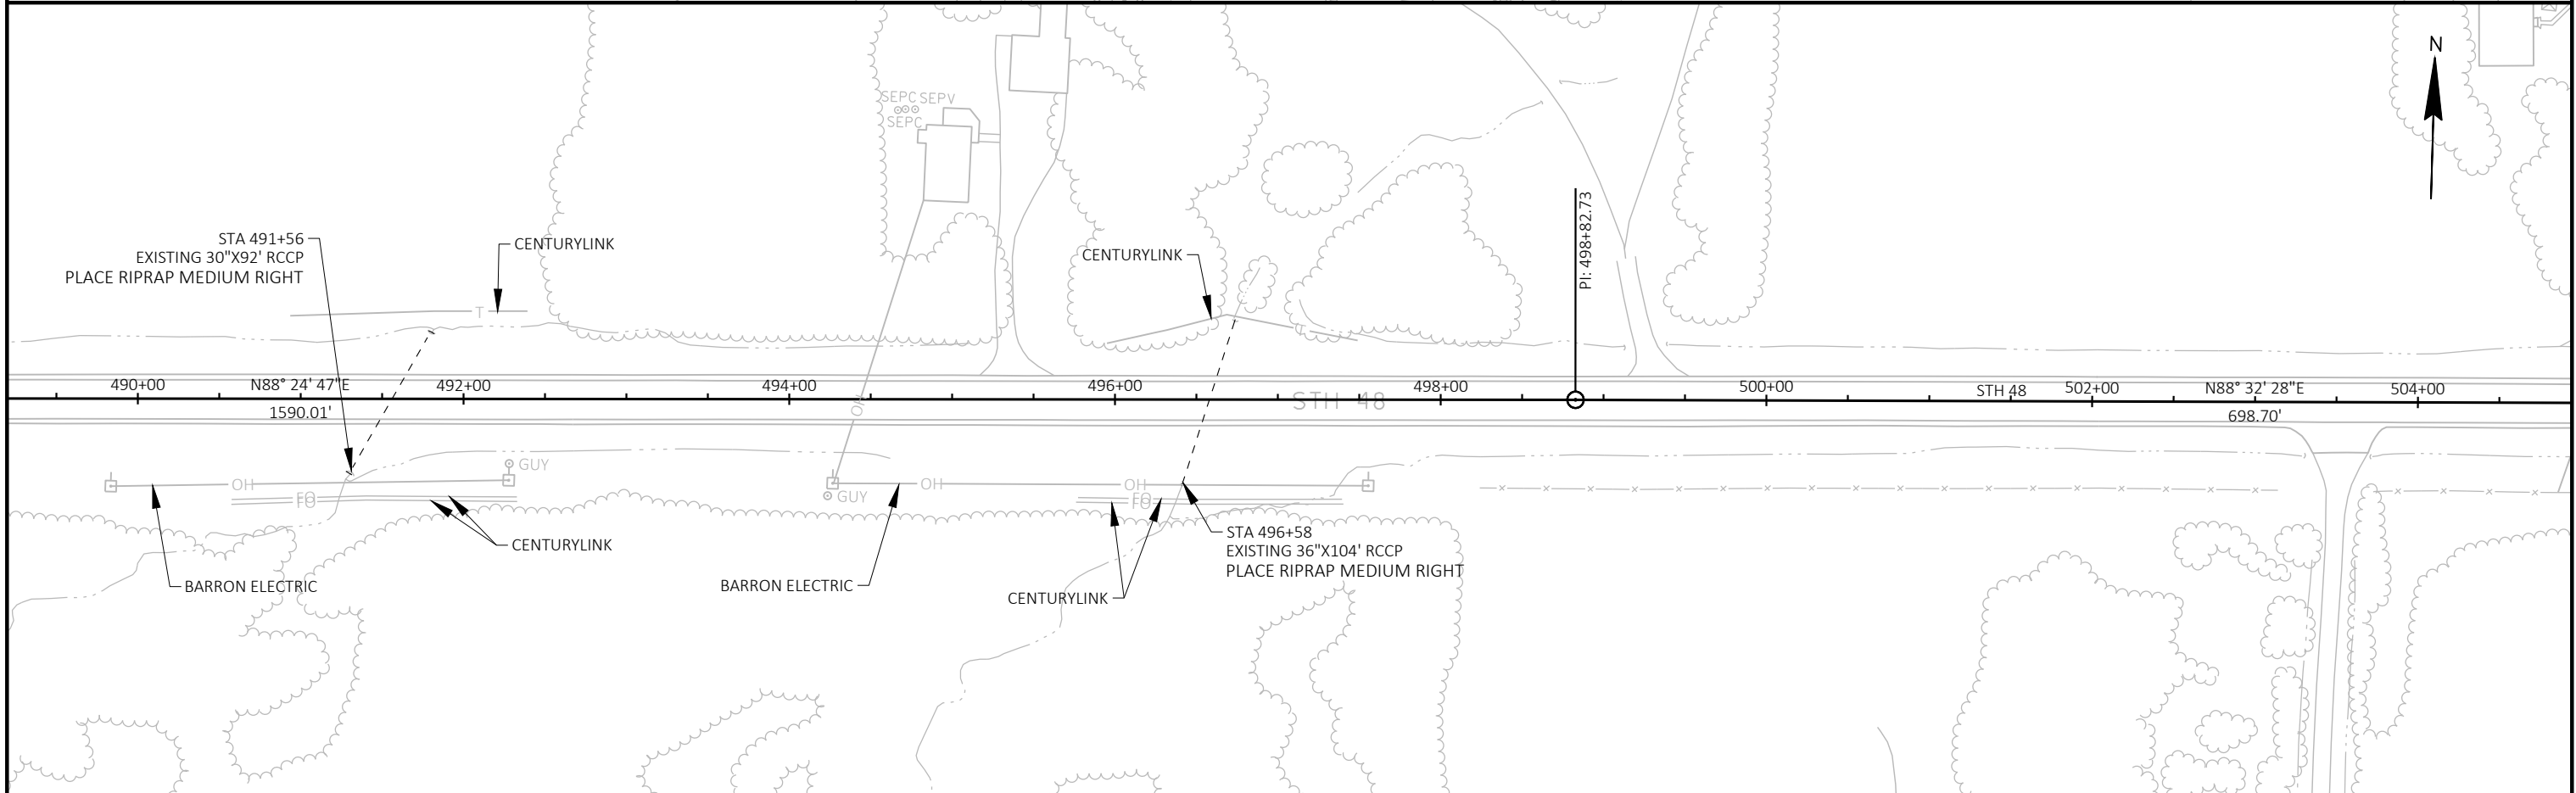 N
SEPC SEPV
SEPC
STA 491+56
EXISTING 30"X92' RCCP
PLACE RIPRAP MEDIUM RIGHT
CENTURYLINK
CENTURYLINK
PI: 498+82.73
T
490+00
N88° 24' 47"E
492+00
494+00
496+00
498+00
500+00
STH 48
502+00
N88° 32' 28"E
504+00
1590.01'
STH 48
698.70'
OH
GUY
OH
FO
FO
GUY
OH
OH
FO
FO
CENTURYLINK
BARRON ELECTRIC
BARRON ELECTRIC
CENTURYLINK
STA 496+58
EXISTING 36"X104' RCCP
PLACE RIPRAP MEDIUM RIGHT